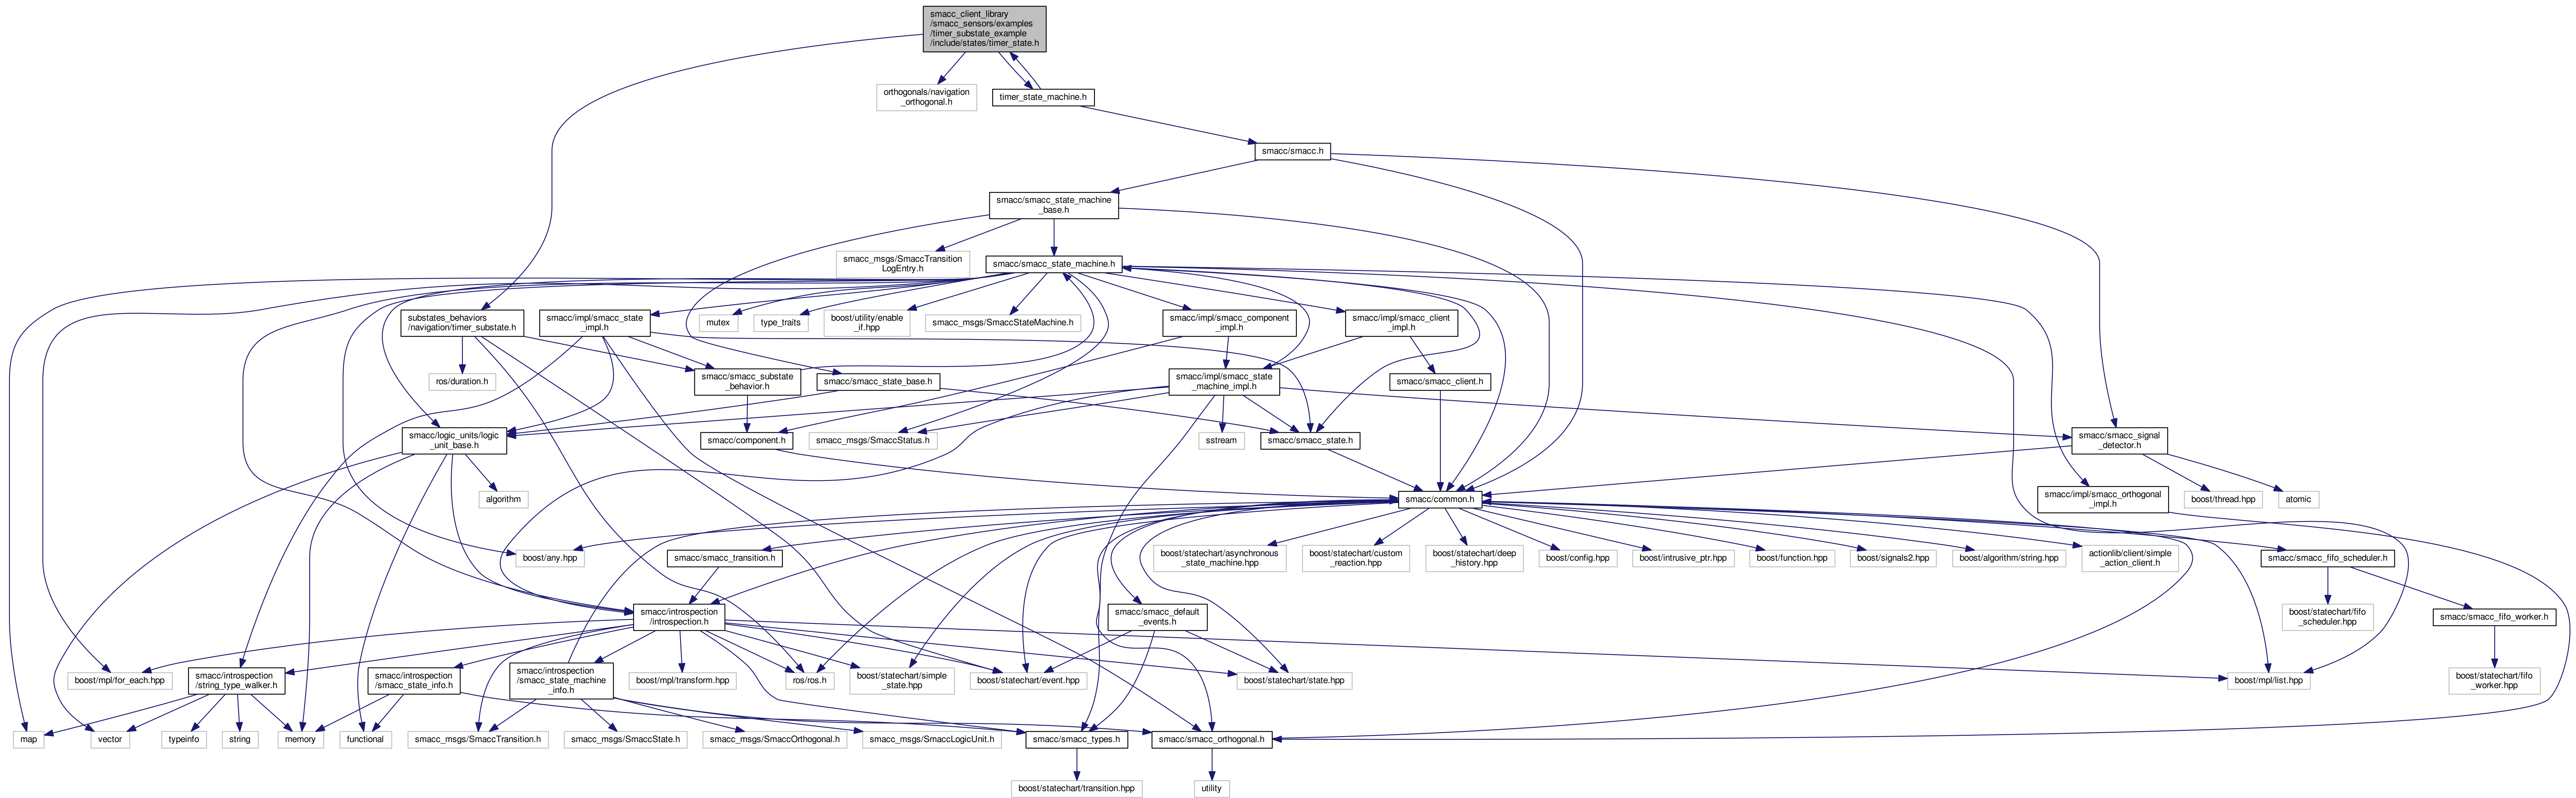 smacc_client_library
/smacc_sensors/examples
/timer_substate_example
/include/states/timer_state.h
orthogonals/navigation
_orthogonal.h
timer_state_machine.h
smacc/smacc.h
smacc/smacc_state_machine
_base.h
smacc_msgs/SmaccTransition
LogEntry.h
smacc/smacc_state_machine.h
substates_behaviors
/navigation/timer_substate.h
smacc/impl/smacc_state
_impl.h
mutex
type_traits
boost/utility/enable
_if.hpp
smacc_msgs/SmaccStateMachine.h
smacc/impl/smacc_component
_impl.h
smacc/impl/smacc_client
_impl.h
ros/duration.h
smacc/smacc_substate
_behavior.h
smacc/smacc_state_base.h
smacc/impl/smacc_state
_machine_impl.h
smacc/smacc_client.h
smacc/logic_units/logic
_unit_base.h
smacc/component.h
smacc_msgs/SmaccStatus.h
sstream
smacc/smacc_state.h
smacc/smacc_signal
_detector.h
algorithm
smacc/common.h
smacc/impl/smacc_orthogonal
_impl.h
boost/thread.hpp
atomic
boost/any.hpp
smacc/smacc_transition.h
boost/statechart/asynchronous
_state_machine.hpp
boost/statechart/custom
_reaction.hpp
boost/statechart/deep
_history.hpp
boost/config.hpp
boost/intrusive_ptr.hpp
boost/function.hpp
boost/signals2.hpp
boost/algorithm/string.hpp
actionlib/client/simple
_action_client.h
smacc/smacc_fifo_scheduler.h
smacc/introspection
/introspection.h
smacc/smacc_default
_events.h
boost/statechart/fifo
_scheduler.hpp
smacc/smacc_fifo_worker.h
boost/mpl/for_each.hpp
smacc/introspection
/string_type_walker.h
smacc/introspection
/smacc_state_info.h
smacc/introspection
/smacc_state_machine
_info.h
boost/mpl/transform.hpp
ros/ros.h
boost/statechart/simple
_state.hpp
boost/statechart/event.hpp
boost/statechart/state.hpp
boost/mpl/list.hpp
boost/statechart/fifo
_worker.hpp
map
vector
typeinfo
string
memory
functional
smacc_msgs/SmaccTransition.h
smacc_msgs/SmaccState.h
smacc_msgs/SmaccOrthogonal.h
smacc_msgs/SmaccLogicUnit.h
smacc/smacc_types.h
smacc/smacc_orthogonal.h
boost/statechart/transition.hpp
utility